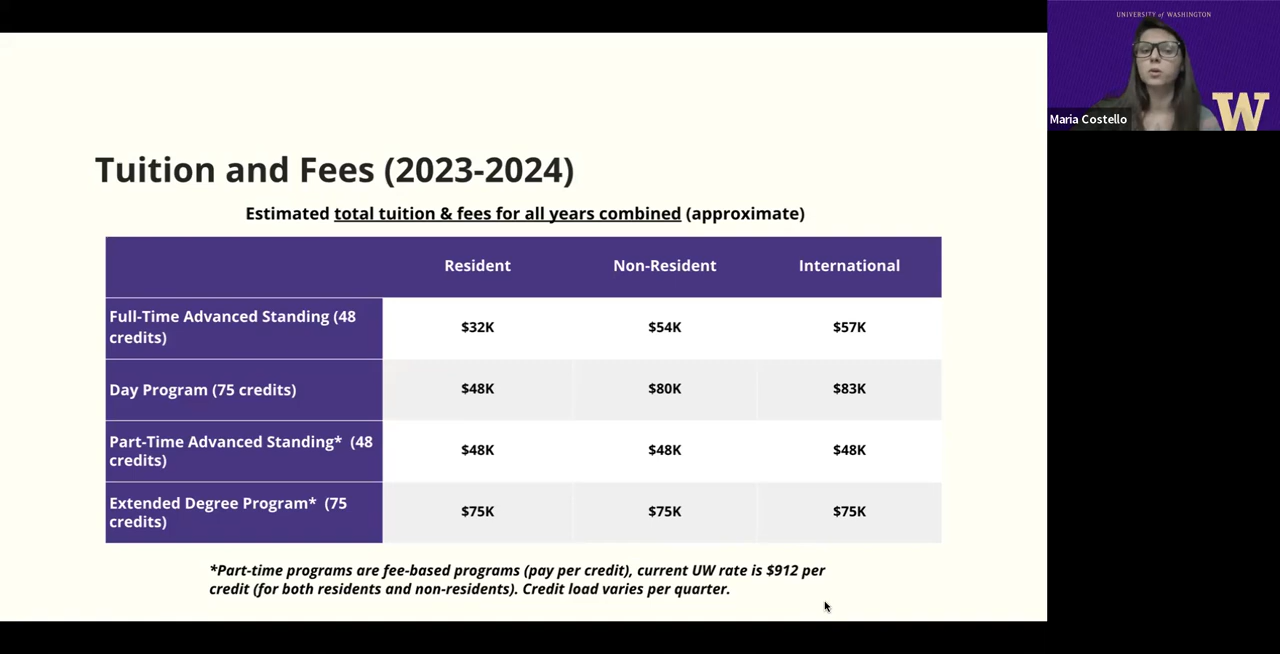 UNIVERSITY of WASHINGTON
W
Maria Costello
Tuition and Fees (2023-2024)
Estimated total tuition & fees for all years combined (approximate)
Resident Non-Resident International
Full-Time Advanced Standing (48
credits)
$32K $54K $57K
Day Program (75 credits) $48K $80K $83K
Part-Time Advanced Standing* (48
credits)
$48K $48K $48K
Extended Degree Program* (75
credits)
$75K $75K $75K
*Part-time programs are fee-based programs (pay per credit), current UW rate is $912 per
credit (for both residents and non-residents). Credit load varies per quarter.